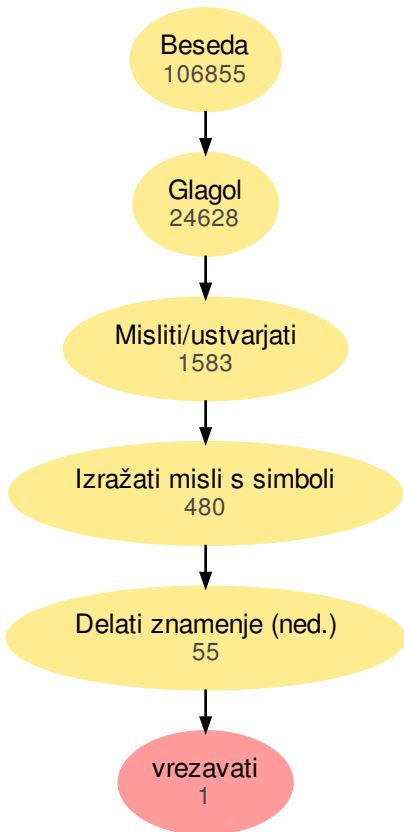 Beseda
106855
Glagol
24628
Misliti/ustvarjati
1583
Izražati misli s simboli
480
Delati znamenje (ned.)
55
vrezavati
1